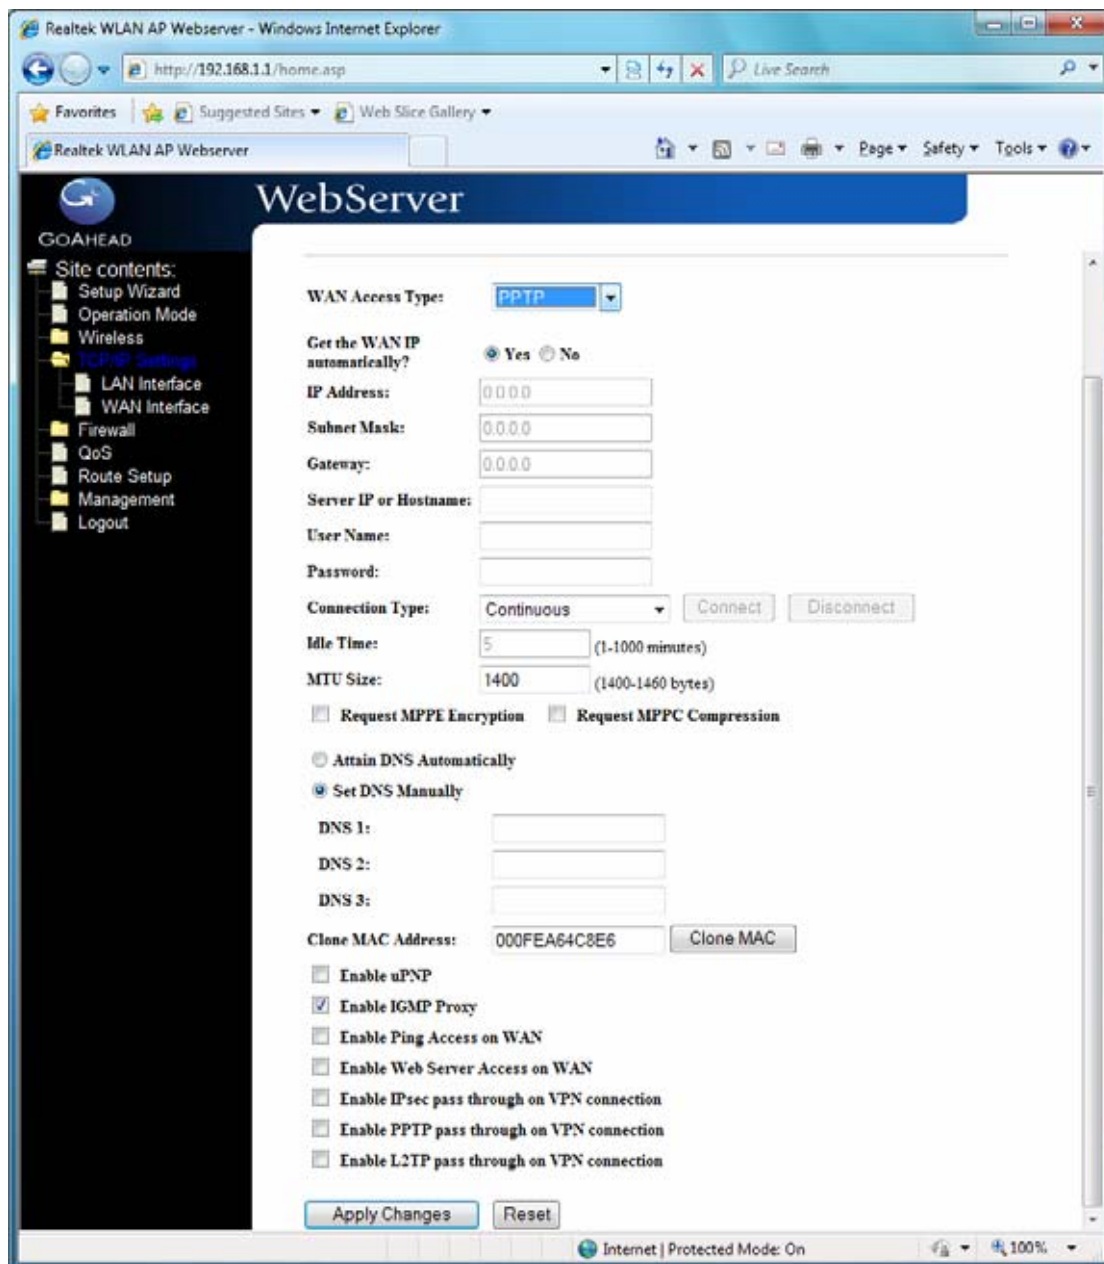 Realtek WLAN AP Webserver - Windows Internet Explorer
http://192.168.1.1/home.asp
Live Search
Favorites Suggested Sites Web Slice Gallery
Realtek WLAN AP Webserver
Page Safety Tools
WebServer
GOAHEAD
Site contents:
Setup Wizard
Operation Mode
Wireless
TCP/IP Settings
LAN Interface
WAN Interface
Firewall
QoS
Route Setup
Management
Logout
WAN Access Type: PPTP
Get the WAN IP
automatically?
Yes No
IP Address: 0.0.0.0
Subnet Mask: 0.0.0.0
Gateway: 0.0.0.0
Server IP or Hostname:
User Name:
Password:
Connection Type: Continuous Connect Disconnect
Idle Time: 5 (1-1000 minutes)
MTU Size: 1400 (1400-1460 bytes)
Request MPPE Encryption Request MPPC Compression
Attain DNS Automatically
Set DNS Manually
DNS 1:
DNS 2:
DNS 3:
Clone MAC Address: 000FEA64C8E6 Clone MAC
Enable uPNP
Enable IGMP Proxy
Enable Ping Access on WAN
Enable Web Server Access on WAN
Enable IPsec pass through on VPN connection
Enable PPTP pass through on VPN connection
Enable L2TP pass through on VPN connection
Apply Changes Reset
Internet | Protected Mode: On 100%